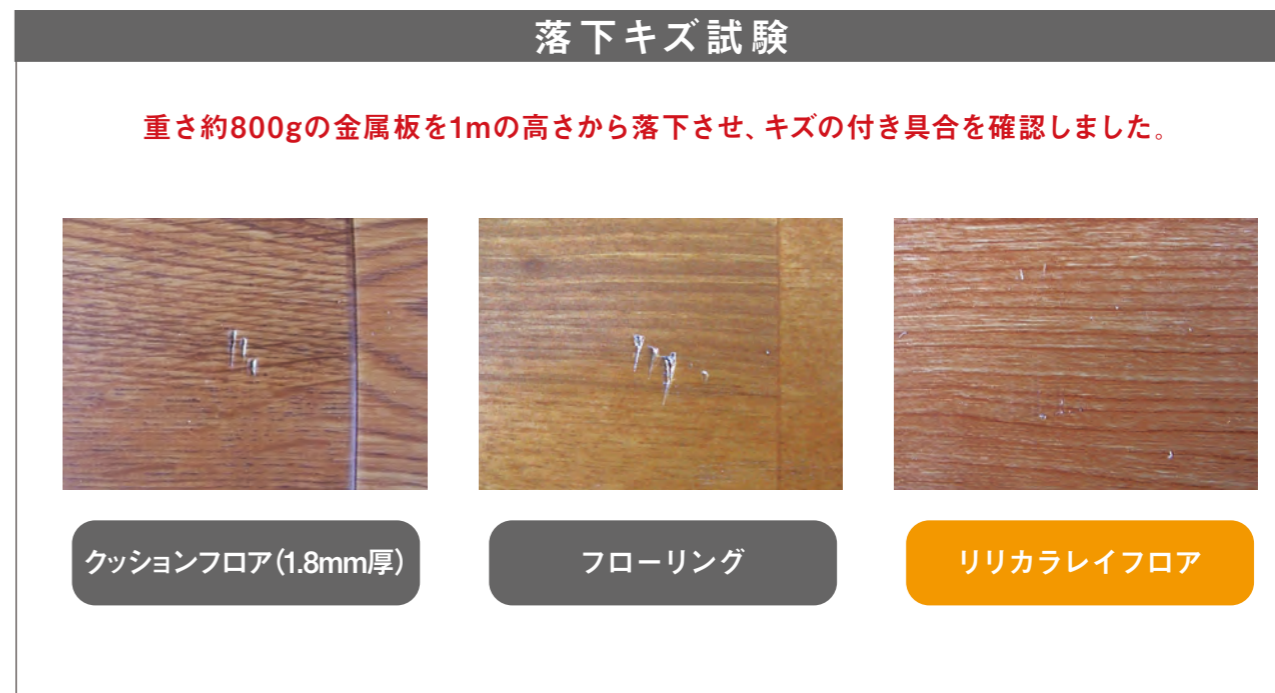 落下キズ試験
重さ約800gの金属板を1mの高さから落下させ、キズの付き具合を確認しました。
クッションフロア(1.8mm厚)
フローリング
リリカラレイフロア